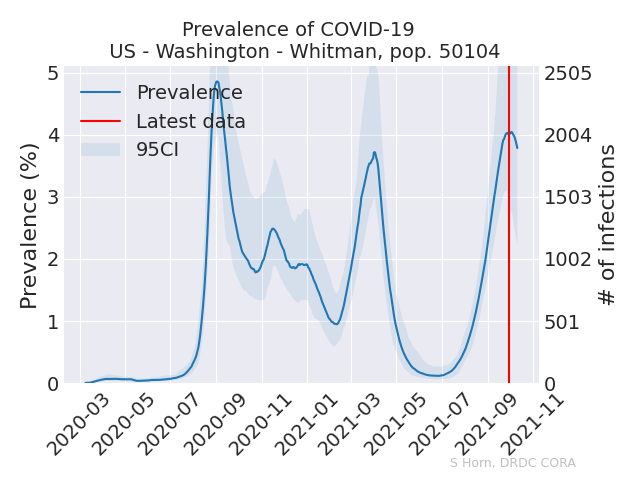 Prevalence of COVID-19
US - Washington - Whitman, pop. 50104
Prevalence
Latest data
95CI
Prevalence (%)
5
4
3
2
1
0
2505
2004
1503
1002
501
0
# of infections
2020-03
2020-05
2020-07
2020-09
2020-11
2021-01
2021-03
2021-05
2021-07
2021-09
2021-11
S Horn, DRDC CORA